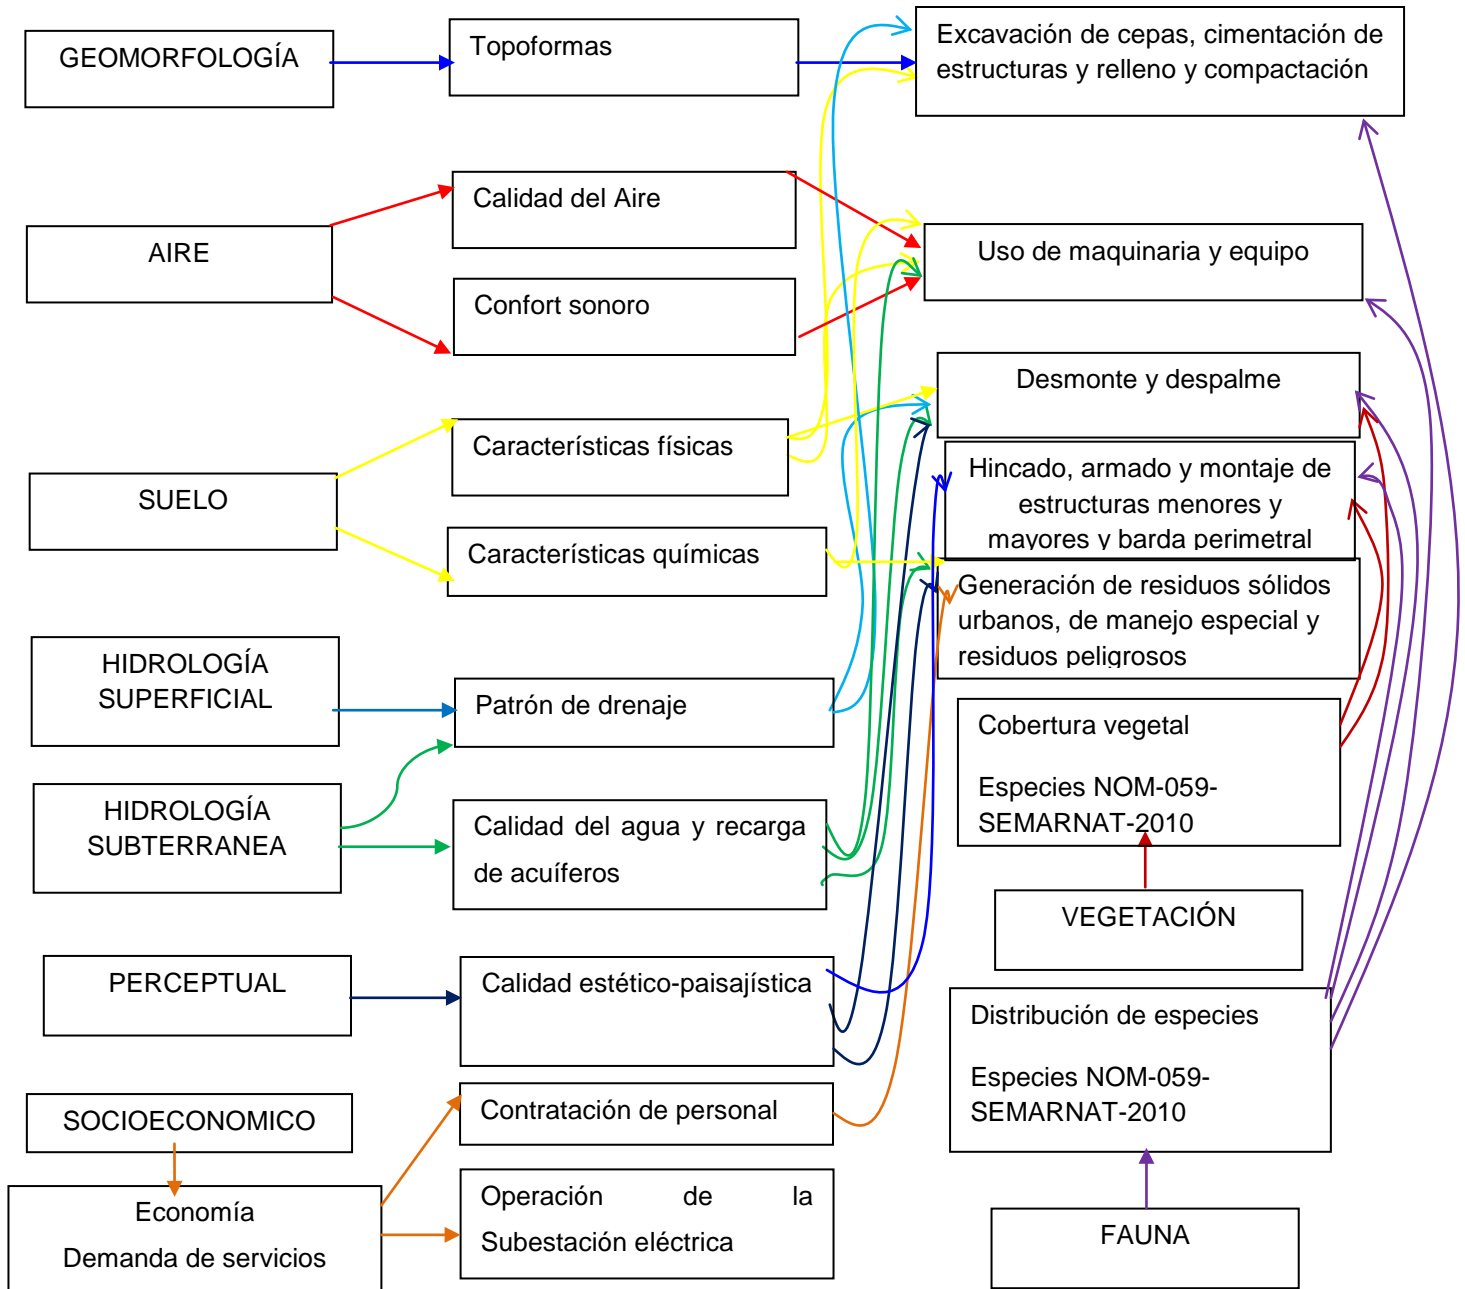 GEOMORFOLOGÍA
Topoformas
Excavación de cepas, cimentación de
estructuras y relleno y compactación
AIRE
Calidad del Aire
Confort sonoro
Uso de maquinaria y equipo
SUELO
Características físicas
Características químicas
Desmonte y despalme
Hincado, armado y montaje de
estructuras menores y
mayores y barda perimetral
Generación de residuos sólidos
urbanos, de manejo especial y
residuos peligrosos
HIDROLOGÍA
SUPERFICIAL
Patrón de drenaje
HIDROLOGÍA
SUBTERRANEA
Calidad del agua y recarga
de acuíferos
Cobertura vegetal
Especies NOM-059-
SEMARNAT-2010
VEGETACIÓN
PERCEPTUAL
Calidad estético-paisajística
Distribución de especies
Especies NOM-059-
SEMARNAT-2010
FAUNA
SOCIOECONOMICO
Economía
Demanda de servicios
Contratación de personal
Operación de la
Subestación eléctrica